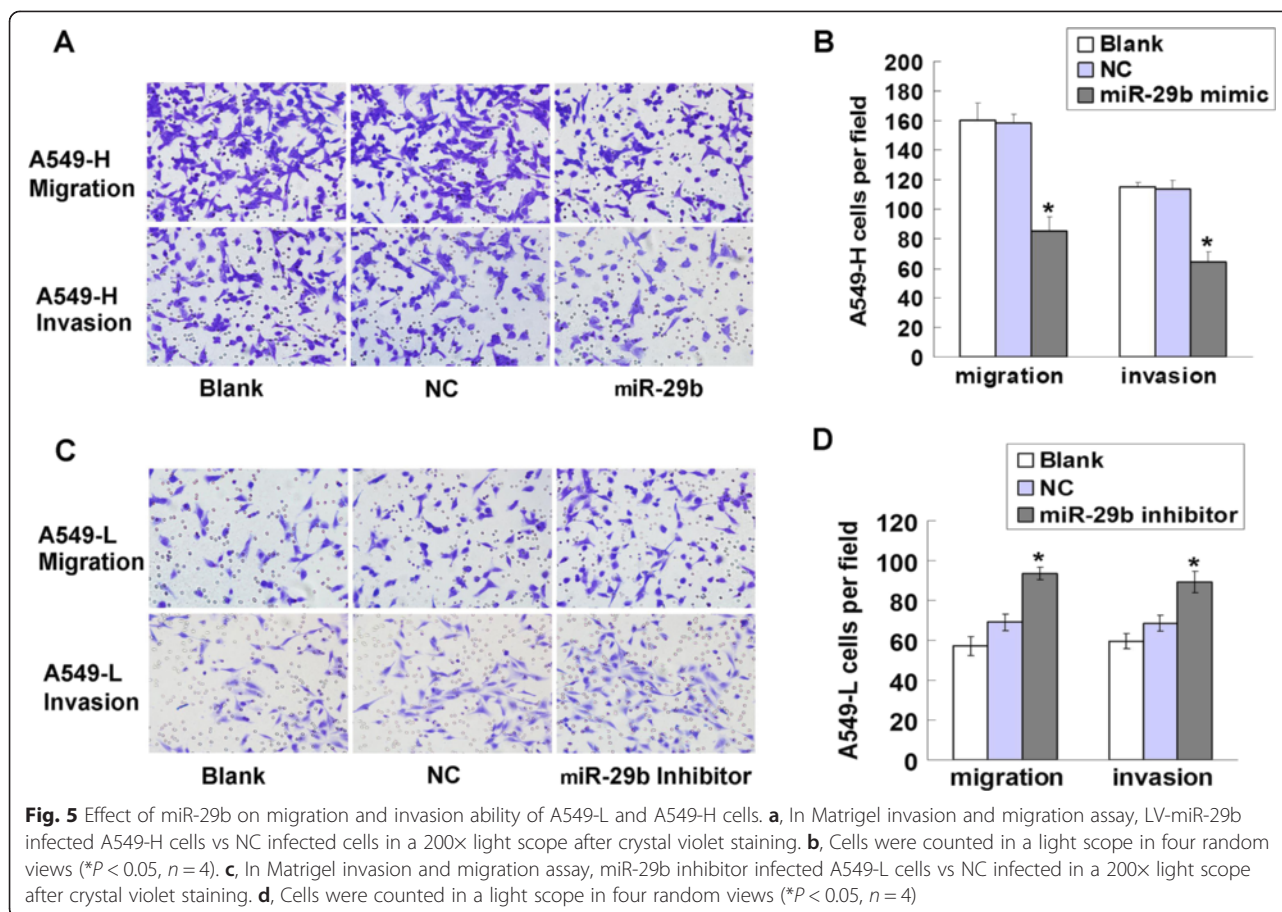 A
A549-H
Migration
A549-H
Invasion
Blank NC miR-29b
B
Blank
NC
miR-29b mimic
A549-H cells per field
200
180
160
140
120
100
80
60
40
20
0
*
*
migration invasion
C
A549-L
Migration
A549-L
Invasion
Blank NC miR-29b Inhibitor
D
Blank
NC
miR-29b inhibitor
A549-L cells per field
120
100
80
60
40
20
0
*
*
migration invasion
Fig. 5 Effect of miR-29b on migration and invasion ability of A549-L and A549-H cells. a, In Matrigel invasion and migration assay, LV-miR-29b
infected A549-H cells vs NC infected cells in a 200× light scope after crystal violet staining. b, Cells were counted in a light scope in four random
views (*P < 0.05, n = 4). c, In Matrigel invasion and migration assay, miR-29b inhibitor infected A549-L cells vs NC infected in a 200× light scope
after crystal violet staining. d, Cells were counted in a light scope in four random views (*P < 0.05, n = 4)